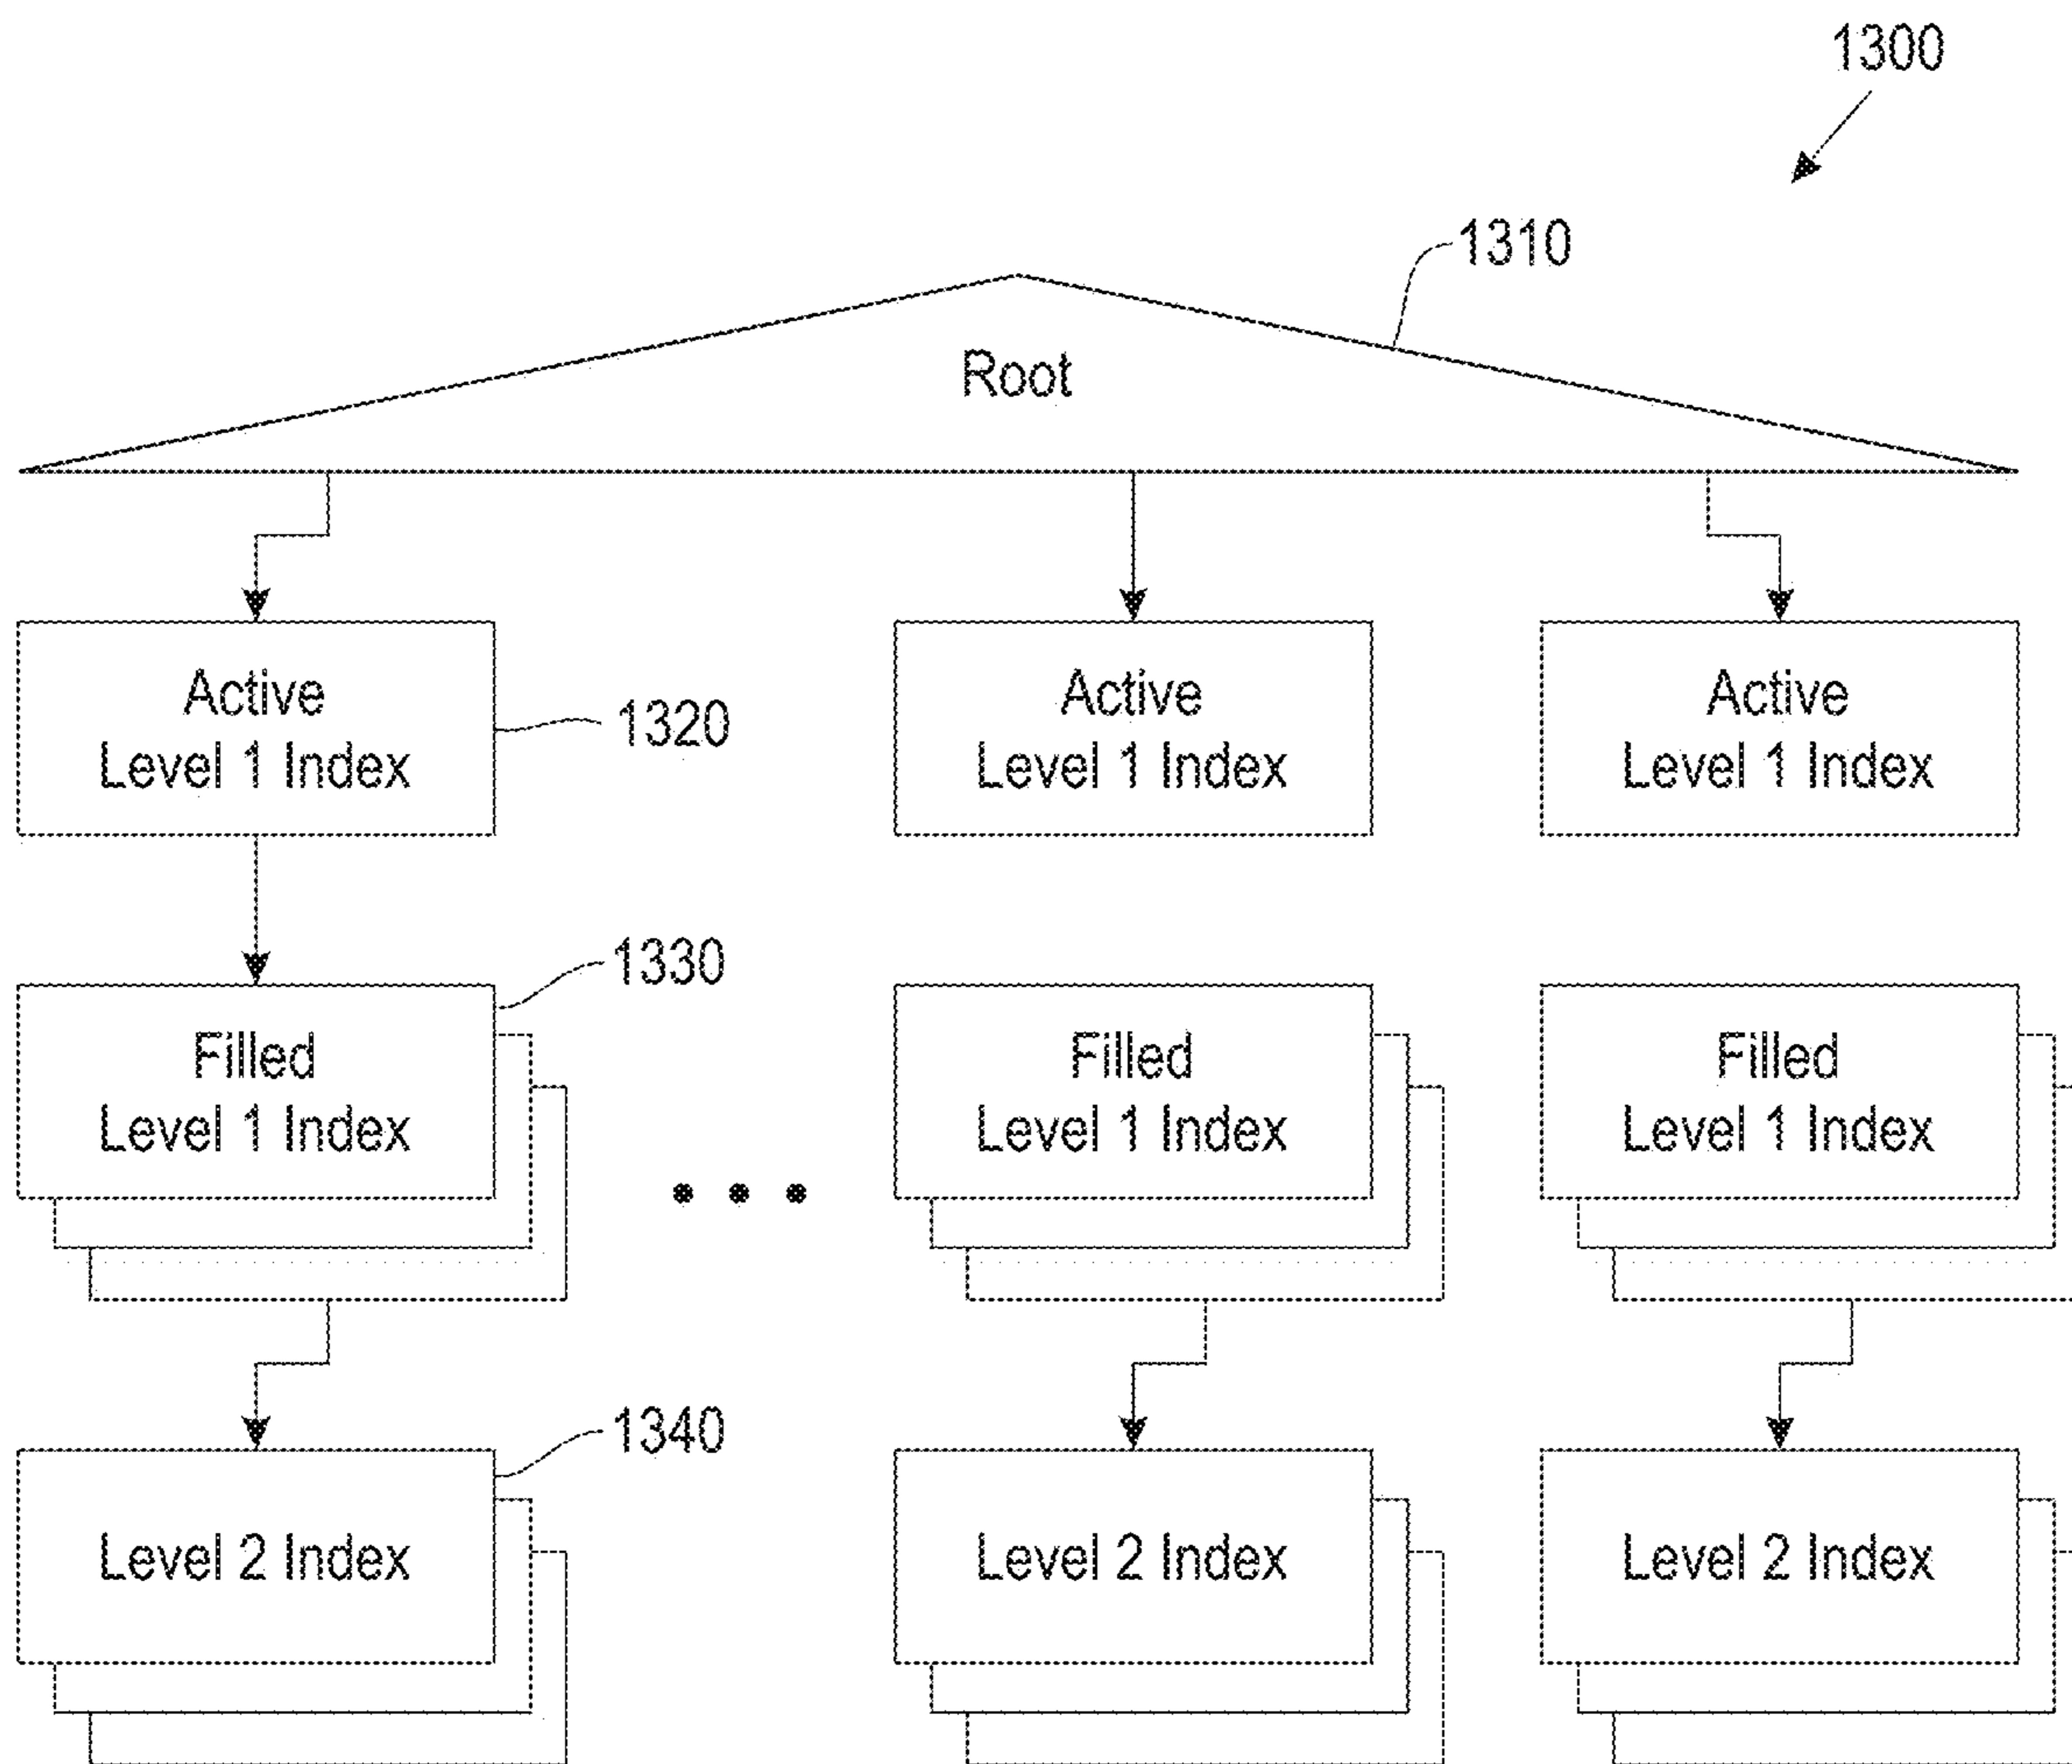 1300
1310
Root
Active
Level 1 Index
1320
Active
Level 1 Index
Active
Level 1 Index
1330
Filled
Level 1 Index
Filled
Level 1 Index
Filled
Level 1 Index
1340
Level 2 Index
Level 2 Index
Level 2 Index